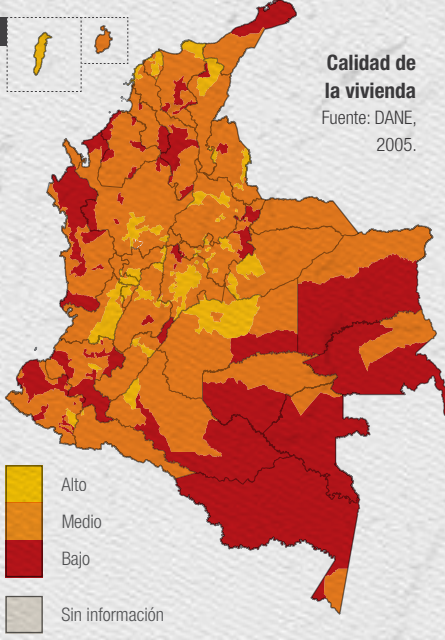 Calidad de
la vivienda
Fuente: DANE,
2005.
Alto
Medio
Bajo
Sin información